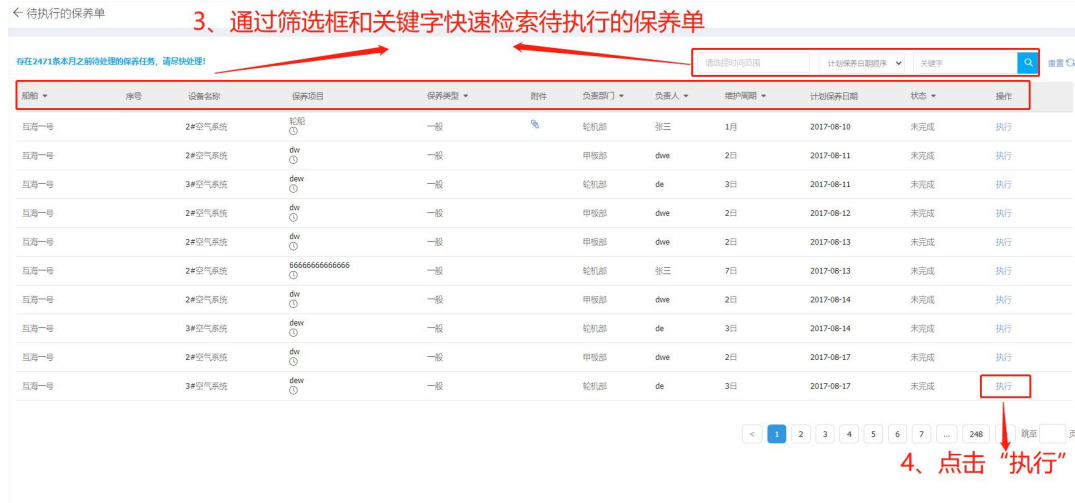 待执行的保养单
3、通过筛选框和关键字快速检索待执行的保养单
存在2471条本月之前待处理的保养任务, 请尽快处理!
请选择时间范围 计划保养日期顺序 关键字 重置
船舶 序号 设备名称 保养项目 保养类型 附件 负责部门 负责人 维护周期 计划保养日期 状态 操作
互海一号 2#空气系统 轮船 一般 轮机部 张三 1月 2017-08-10 未完成 执行
互海一号 2#空气系统 dw 一般 甲板部 dwe 2日 2017-08-11 未完成 执行
互海一号 3#空气系统 dew 一般 轮机部 de 3日 2017-08-11 未完成 执行
互海一号 2#空气系统 dw 一般 甲板部 dwe 2日 2017-08-12 未完成 执行
互海一号 2#空气系统 dw 一般 甲板部 dwe 2日 2017-08-13 未完成 执行
互海一号 2#空气系统 66666666666666 一般 轮机部 张三 7日 2017-08-13 未完成 执行
互海一号 2#空气系统 dw 一般 甲板部 dwe 2日 2017-08-14 未完成 执行
互海一号 3#空气系统 dew 一般 轮机部 de 3日 2017-08-14 未完成 执行
互海一号 2#空气系统 dw 一般 甲板部 dwe 2日 2017-08-17 未完成 执行
互海一号 3#空气系统 dew 一般 轮机部 de 3日 2017-08-17 未完成 执行
< 1 2 3 4 5 6 7 ... 248 跳至 页
4、点击“执行”